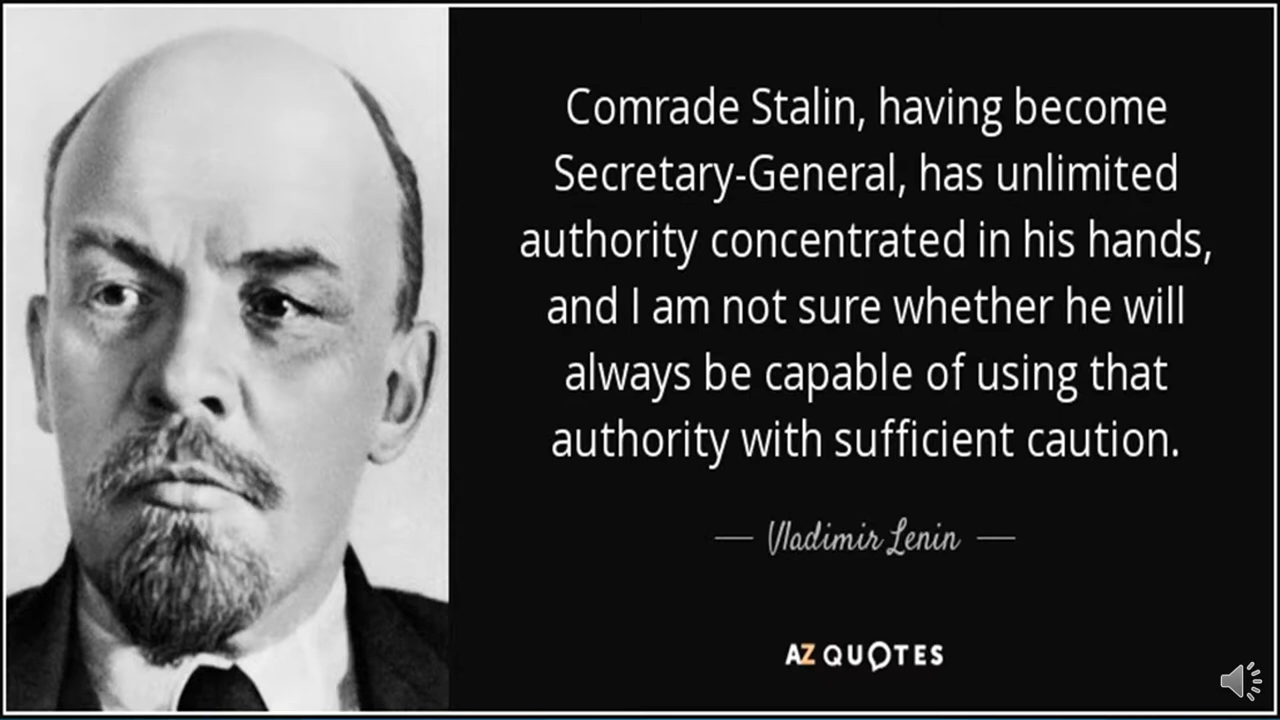 Comrade Stalin, having become
Secretary-General, has unlimited
authority concentrated in his hands,
and I am not sure whether he will
always be capable of using that
authority with sufficient caution.
— Vladimir Lenin —
AZ QUOTES